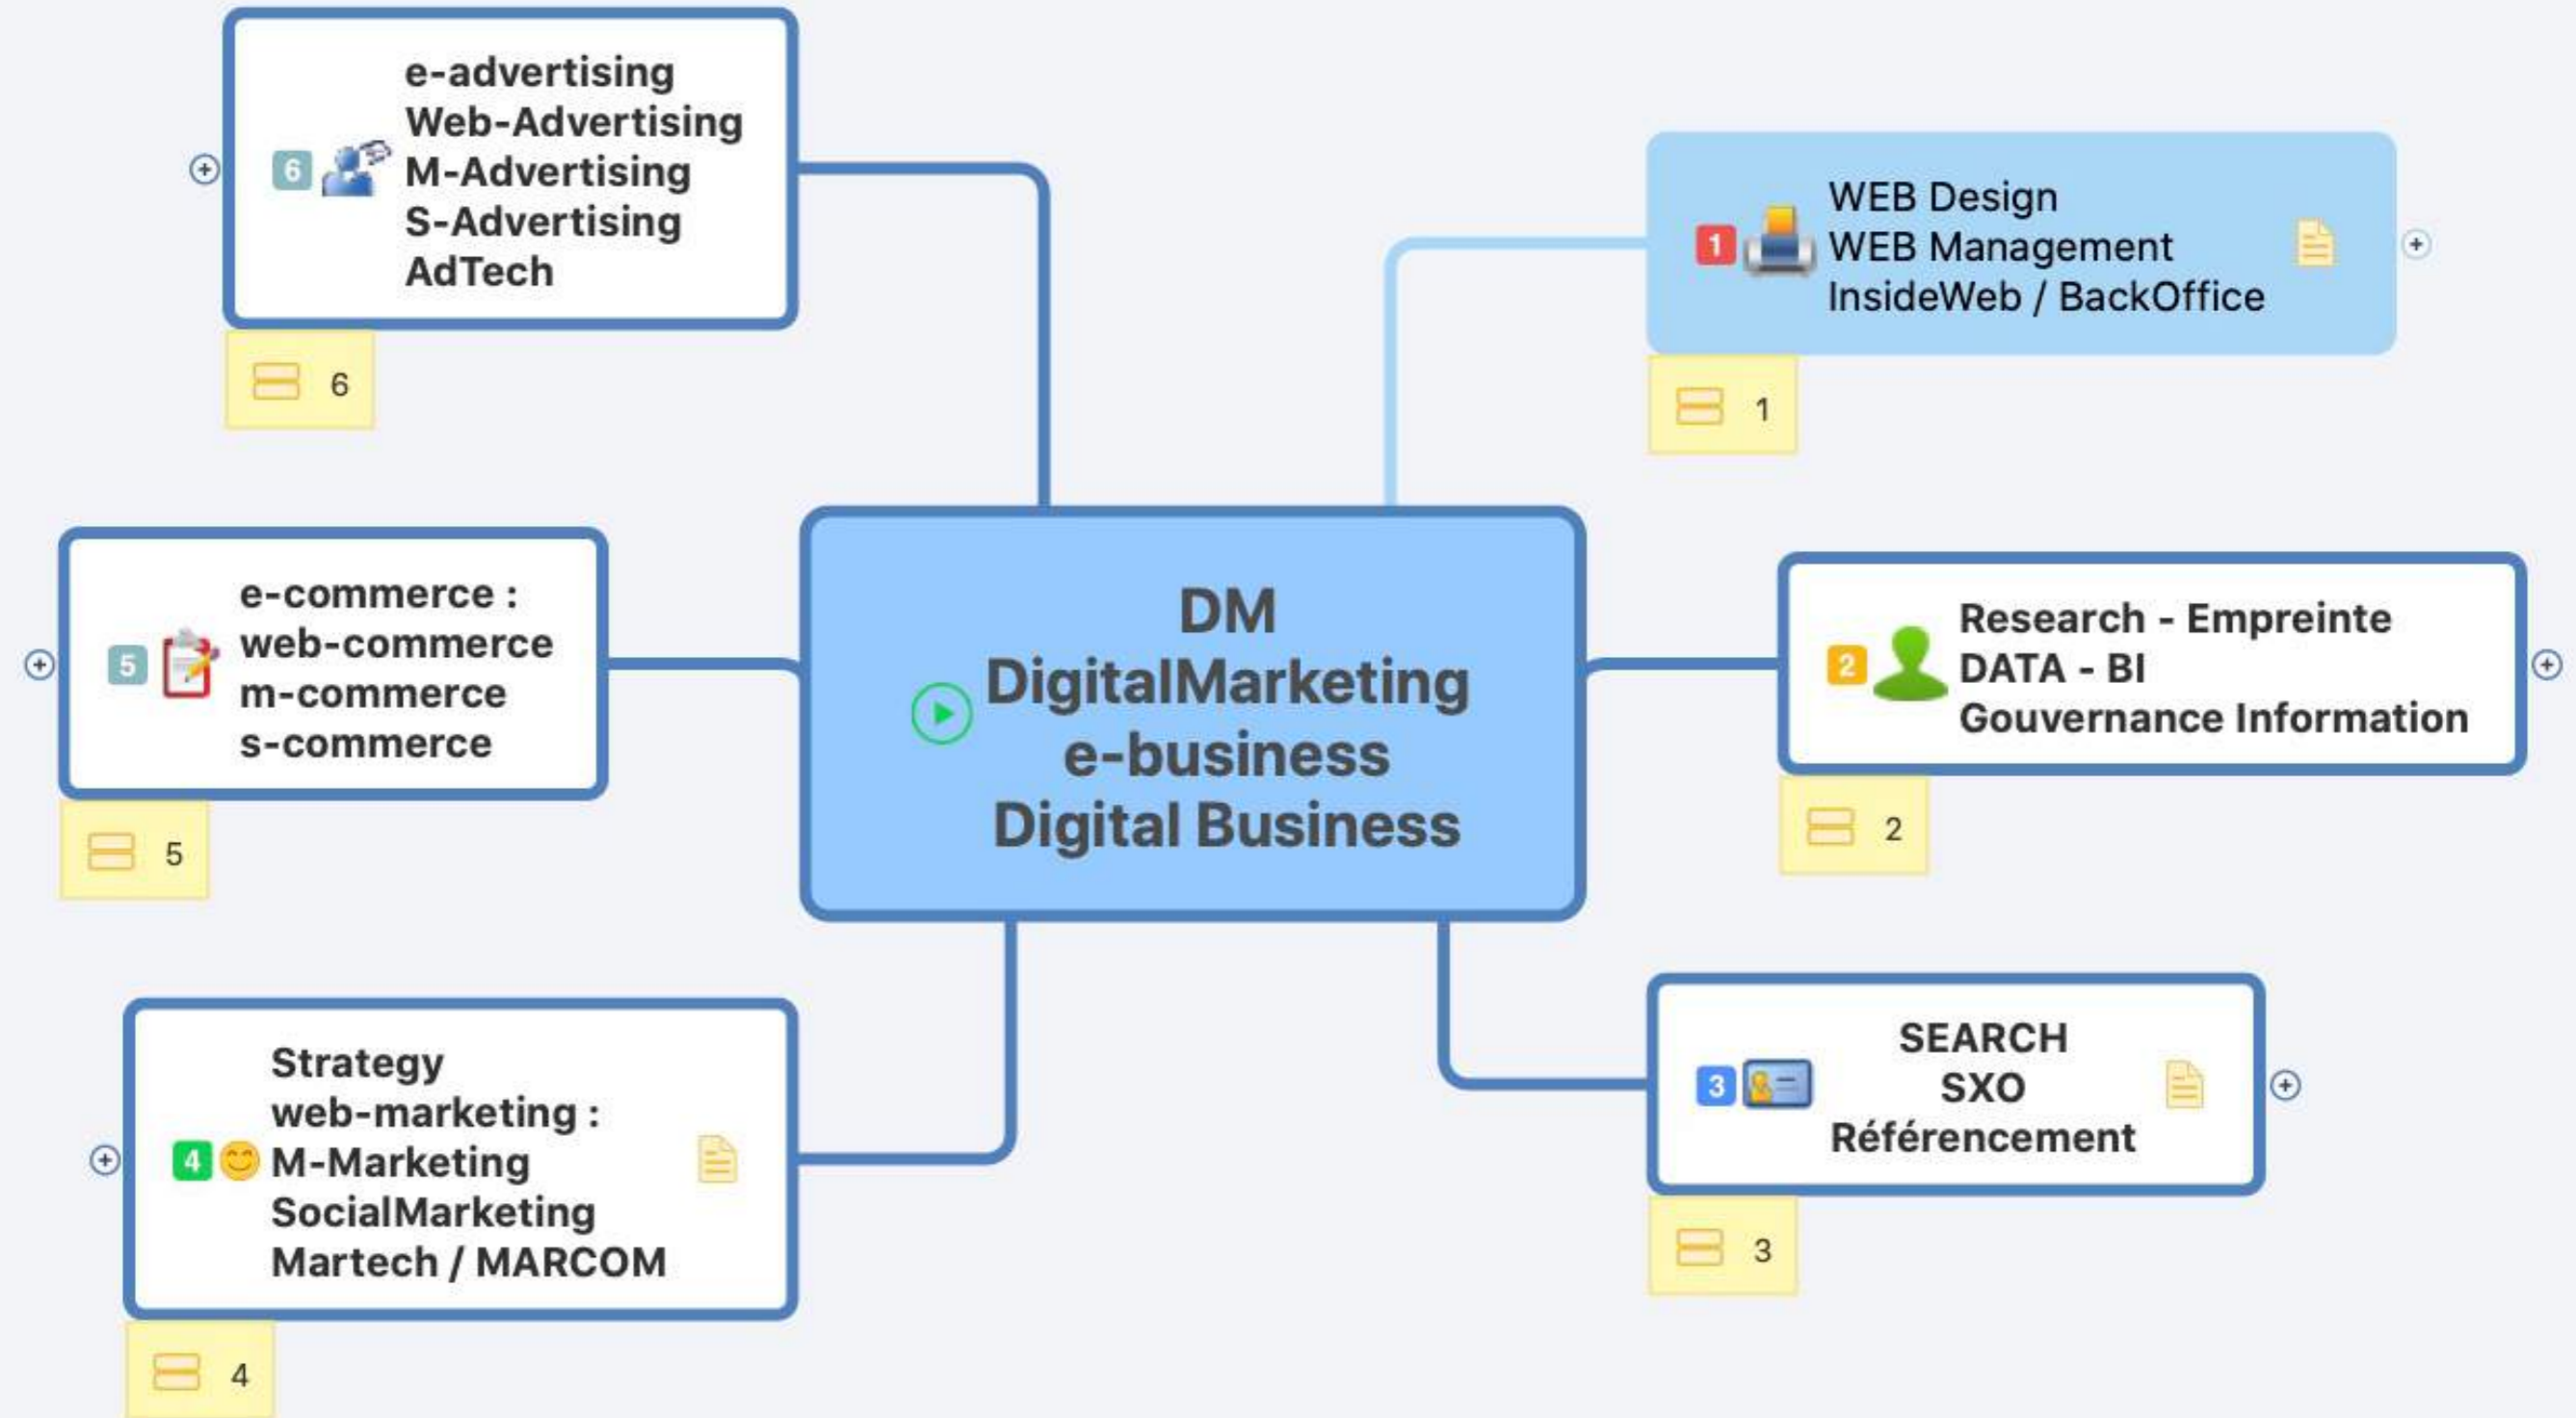 DM
DigitalMarketing
e-business
Digital Business
1
WEB Design
WEB Management
InsideWeb / BackOffice
1
2
Research - Empreinte
DATA - BI
Gouvernance Information
2
3
SEARCH
SXO
Référencement
3
4
Strategy
web-marketing :
M-Marketing
SocialMarketing
Martech / MARCOM
4
5
e-commerce :
web-commerce
m-commerce
s-commerce
5
6
e-advertising
Web-Advertising
M-Advertising
S-Advertising
AdTech
6